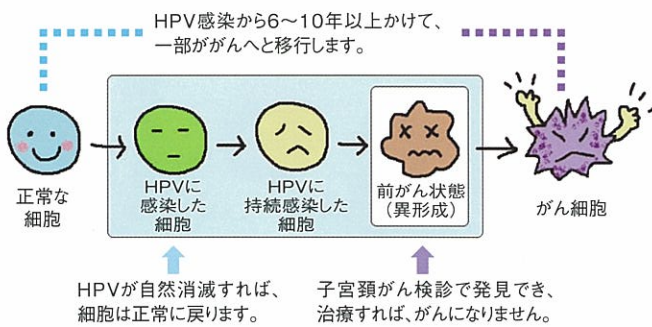 HPV感染から6〜10年以上かけて、
一部ががんへと移行します。
正常な
細胞
HPVに
感染した
細胞
HPVに
持続感染した
細胞
前がん状態
（異形成）
がん細胞
HPVが自然消滅すれば、
細胞は正常に戻ります。
子宮頸がん検診で発見でき、
治療すれば、がんになりません。